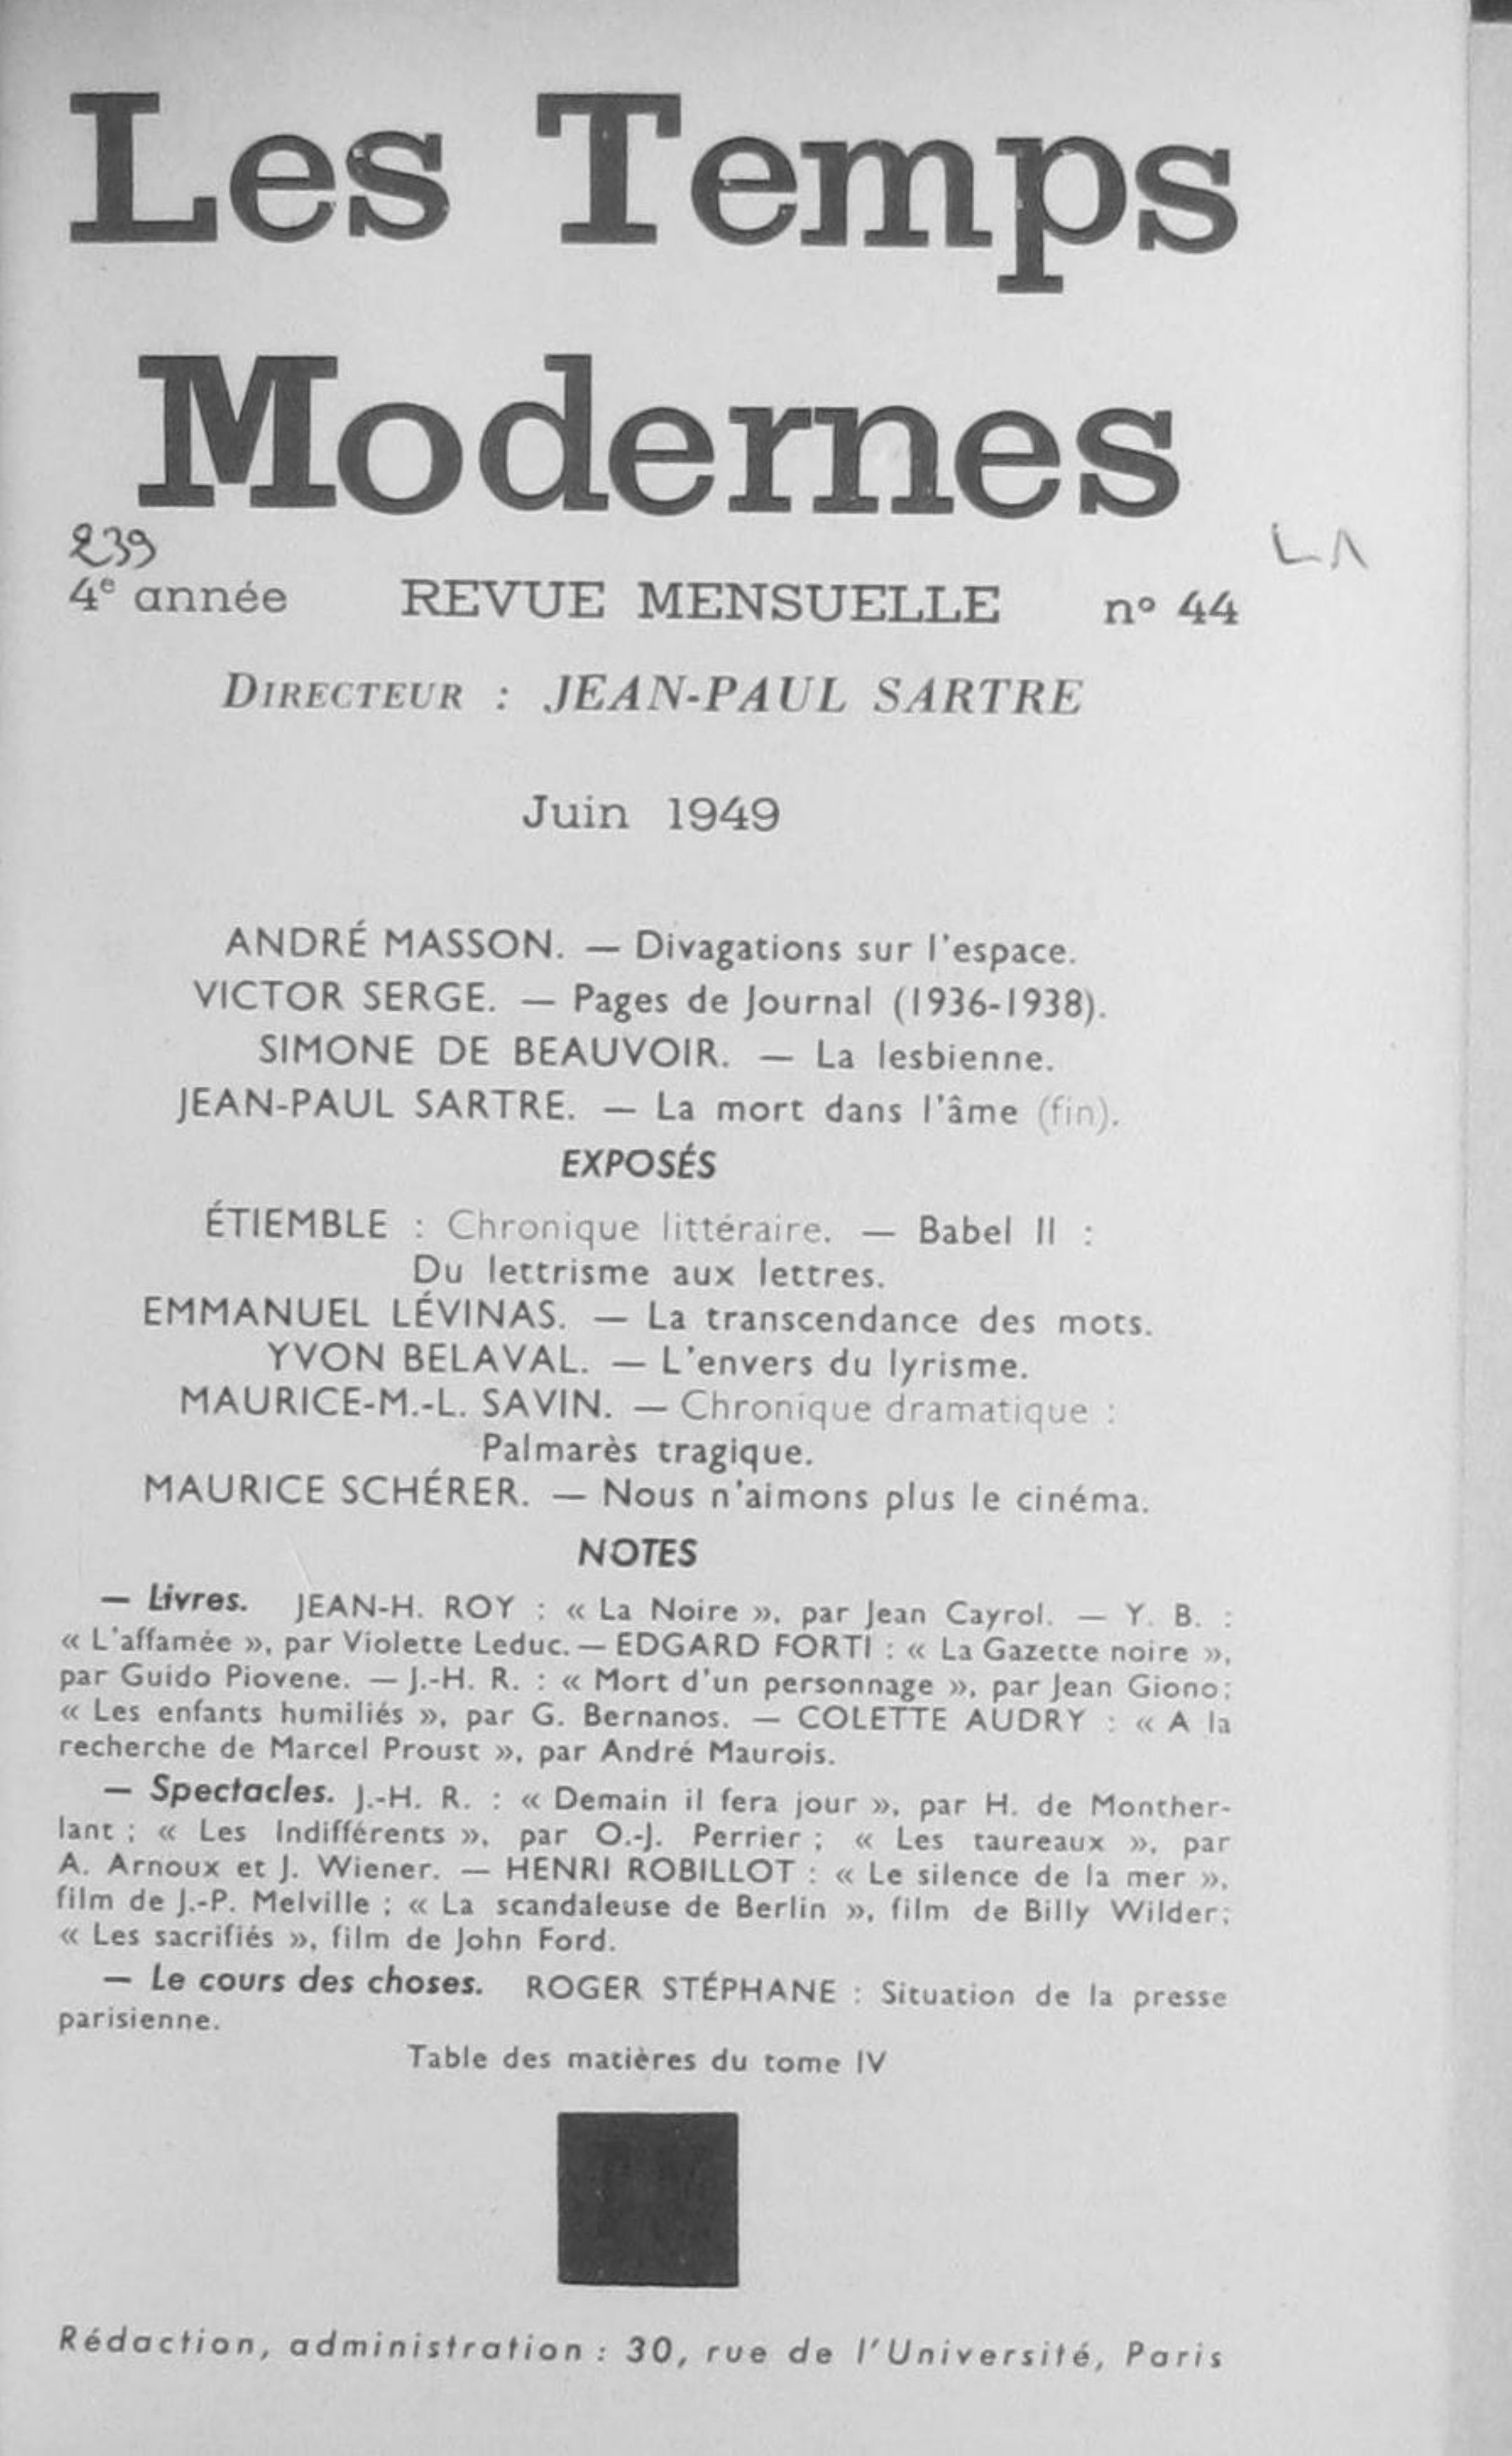 Les Temps
Modernes
239
4e année REVUE MENSUELLE no 44
DIRECTEUR : JEAN-PAUL SARTRE
Juin 1949
ANDRÉ MASSON. — Divagations sur l'espace.
VICTOR SERGE. — Pages de Journal (1936-1938).
SIMONE DE BEAUVOIR. — La lesbienne.
JEAN-PAUL SARTRE. — La mort dans l'âme (fin).
EXPOSÉS
ÉTIEMBLE : Chronique littéraire. — Babel II :
Du lettrisme aux lettres.
EMMANUEL LÉVINAS. — La transcendance des mots.
YVON BELAVAL. — L'envers du lyrisme.
MAURICE-M.-L. SAVIN. — Chronique dramatique :
Palmarès tragique.
MAURICE SCHÉRER. — Nous n'aimons plus le cinéma.
NOTES
— Livres. JEAN-H. ROY : « La Noire », par Jean Cayrol. — Y. B. :
« L'affamée », par Violette Leduc. — EDGARD FORTI : « La Gazette noire »,
par Guido Piovene. — J.-H. R. : « Mort d'un personnage », par Jean Giono;
« Les enfants humiliés », par G. Bernanos. — COLETTE AUDRY : « A la
recherche de Marcel Proust », par André Maurois.
— Spectacles. J.-H. R. : « Demain il fera jour », par H. de Monther-
lant ; « Les Indifférents », par O.-J. Perrier ; « Les taureaux », par
A. Arnoux et J. Wiener. — HENRI ROBILLOT : « Le silence de la mer »,
film de J.-P. Melville ; « La scandaleuse de Berlin », film de Billy Wilder;
« Les sacrifiés », film de John Ford.
— Le cours des choses. ROGER STÉPHANE : Situation de la presse
parisienne.
Table des matières du tome IV
Rédaction, administration : 30, rue de l'Université, Paris